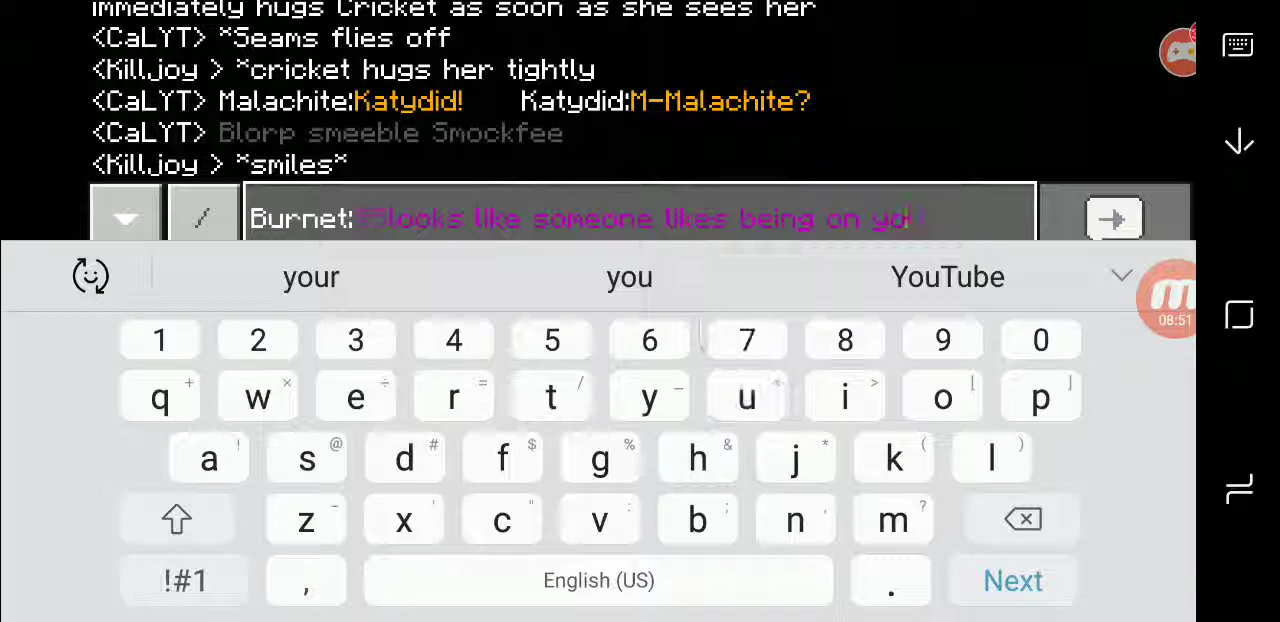 immediately hugs Cricket as soon as she sees her
<CaLYT> *Seams flies off
<Killjoy > *cricket hugs her tightly
<CaLYT> Malachite:Katydid! Katydid:M-Malachite?
<CaLYT> Blorp smeeble Smockfee
<Killjoy > *smiles*
/ Burnet: looks like someone likes being on yo
your you YouTube
08:51
1 2 3 4 5 6 7 8 9 0
q + w × e ÷ r = t / y _ u < i > o [ p ]
a ! s @ d # f $ g % h & j * k ( l )
z - x ' c " v : b ; n , m ?
!#1 , English (US) . Next